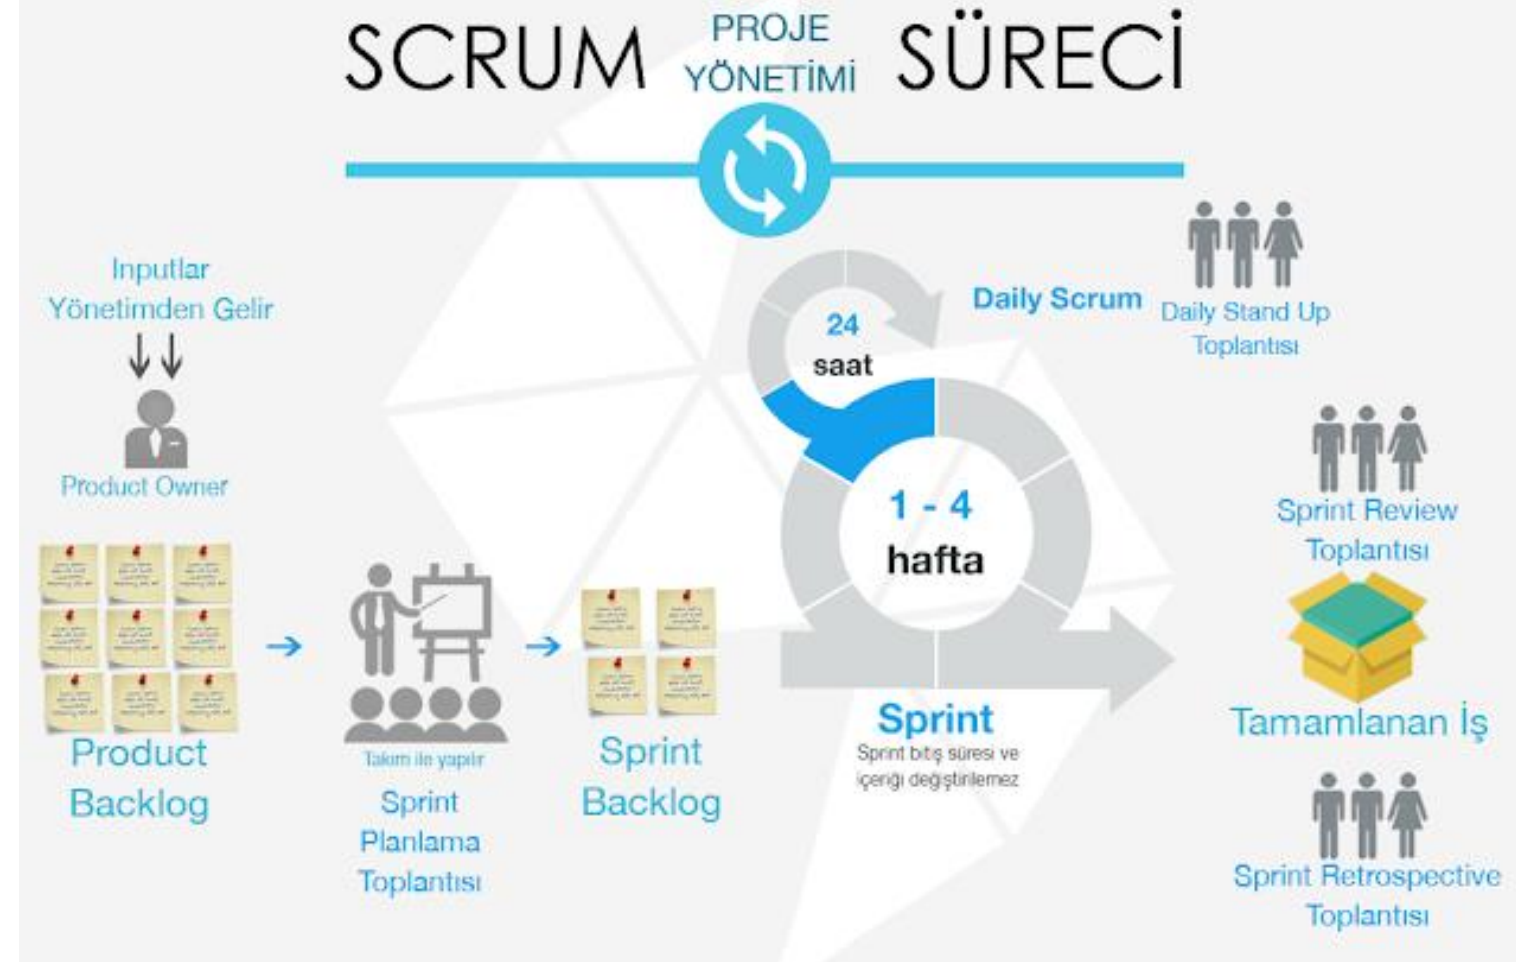 SCRUM PROJE YÖNETİMİ SÜRECİ
Inputlar
Yönetimden Gelir
Product Owner
Product
Backlog
Takım ile yapılır
Sprint
Planlama
Toplantısı
Sprint
Backlog
24
saat
Daily Scrum
Daily Stand Up
Toplantısı
1 - 4
hafta
Sprint
Sprint bitiş süresi ve
içeriği değiştirilemez
Sprint Review
Toplantısı
Tamamlanan İş
Sprint Retrospective
Toplantısı